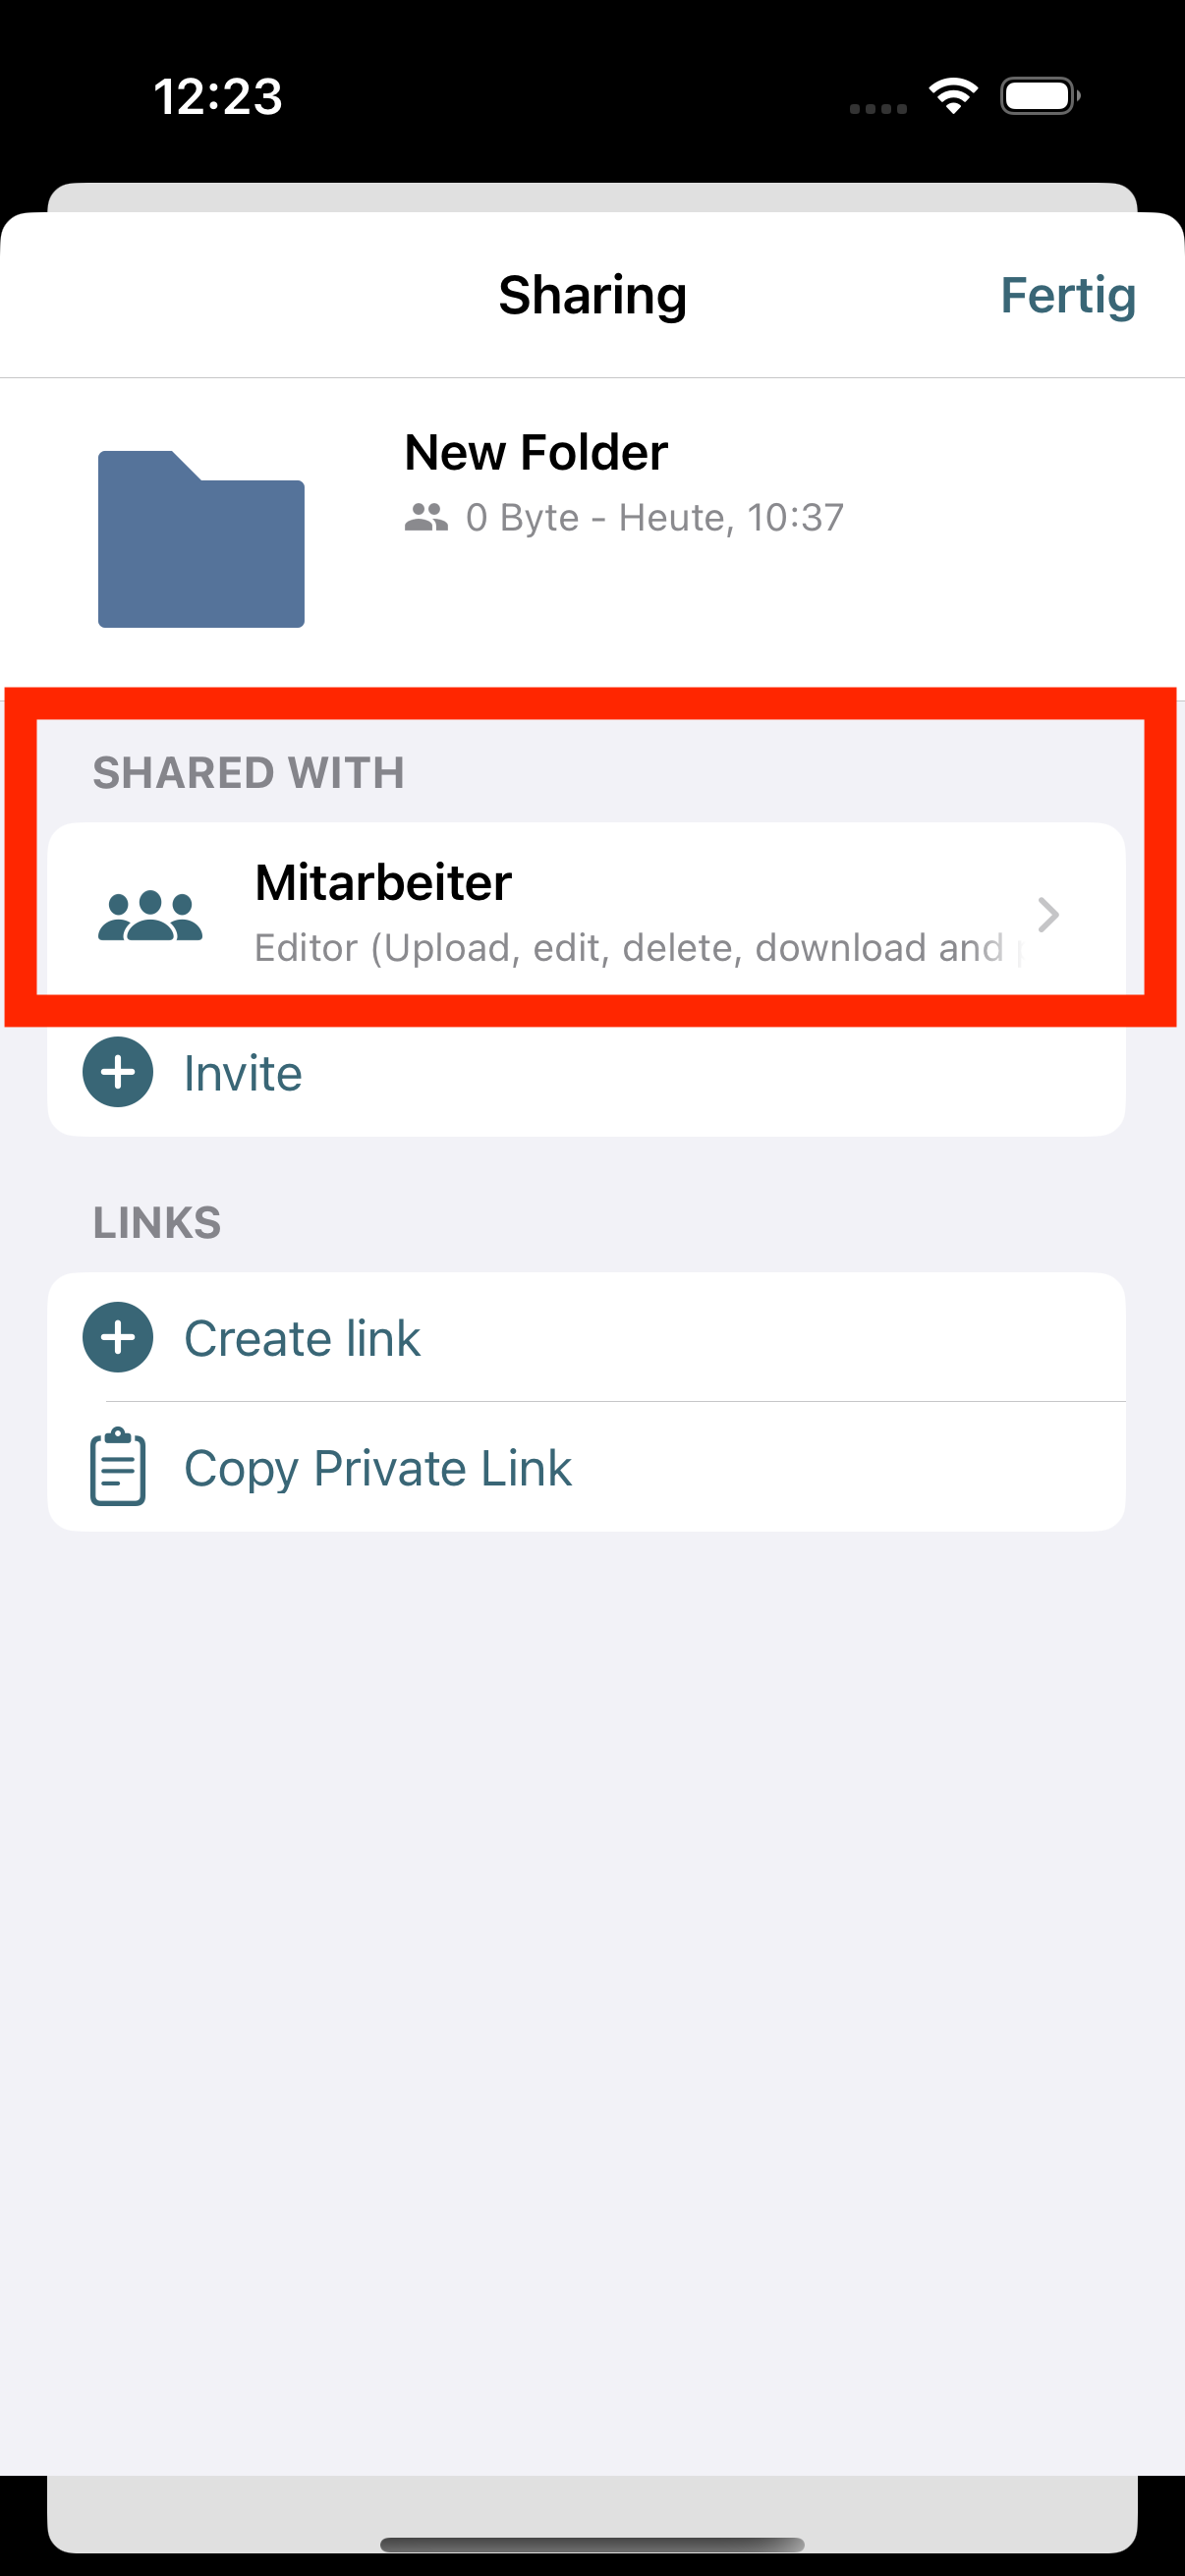 12:23
Sharing
Fertig
New Folder
0 Byte - Heute, 10:37
SHARED WITH
Mitarbeiter
Editor (Upload, edit, delete, download and
Invite
LINKS
Create link
Copy Private Link